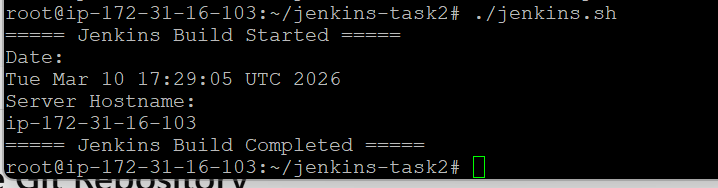 root@ip-172-31-16-103:~/jenkins-task2# ./jenkins.sh
===== Jenkins Build Started =====
Date:
Tue Mar 10 17:29:05 UTC 2026
Server Hostname:
ip-172-31-16-103
===== Jenkins Build Completed =====
root@ip-172-31-16-103:~/jenkins-task2#
Git Repository